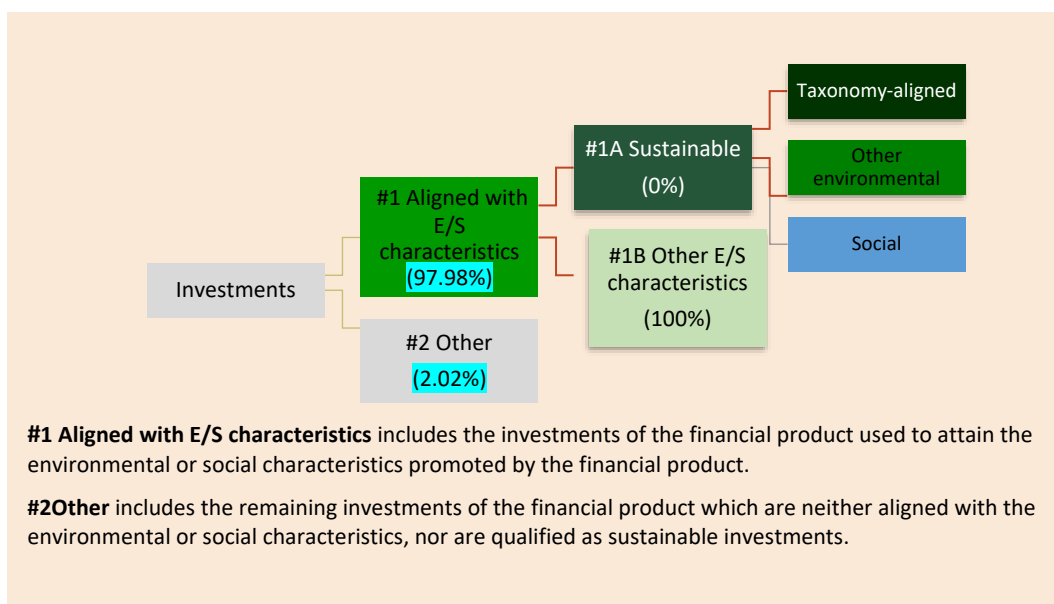 Taxonomy-aligned
#1A Sustainable
(0%)
Other
environmental
#1 Aligned with
E/S
characteristics
(97.98%)
Social
#1B Other E/S
characteristics
(100%)
Investments
#2 Other
(2.02%)
#1 Aligned with E/S characteristics includes the investments of the financial product used to attain the
environmental or social characteristics promoted by the financial product.
#2Other includes the remaining investments of the financial product which are neither aligned with the
environmental or social characteristics, nor are qualified as sustainable investments.